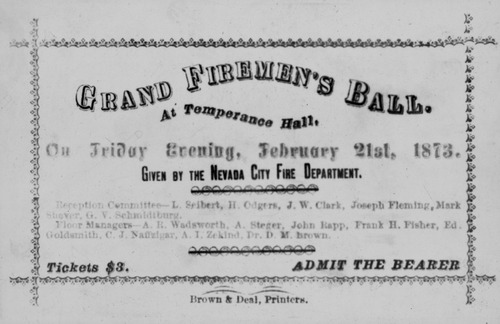 GRAND FIREMEN'S BALL.
At Temperance Hall,
On Friday Evening, February 21st, 1873.
GIVEN BY THE NEVADA CITY FIRE DEPARTMENT.
Reception Committee—L. Seibert, H. Odgers, J. W. Clark, Joseph Fleming, Mark
Shaver, G. V. Schmidtburg.
Floor Managers—A. R. Wadsworth, A. Steger, John Rapp, Frank H. Fisher, Ed.
Goldsmith, C. J. Naffziger, A. I. Zekind, Dr. D. M. brown.
Tickets $3.
ADMIT THE BEARER
Brown & Deal, Printers.